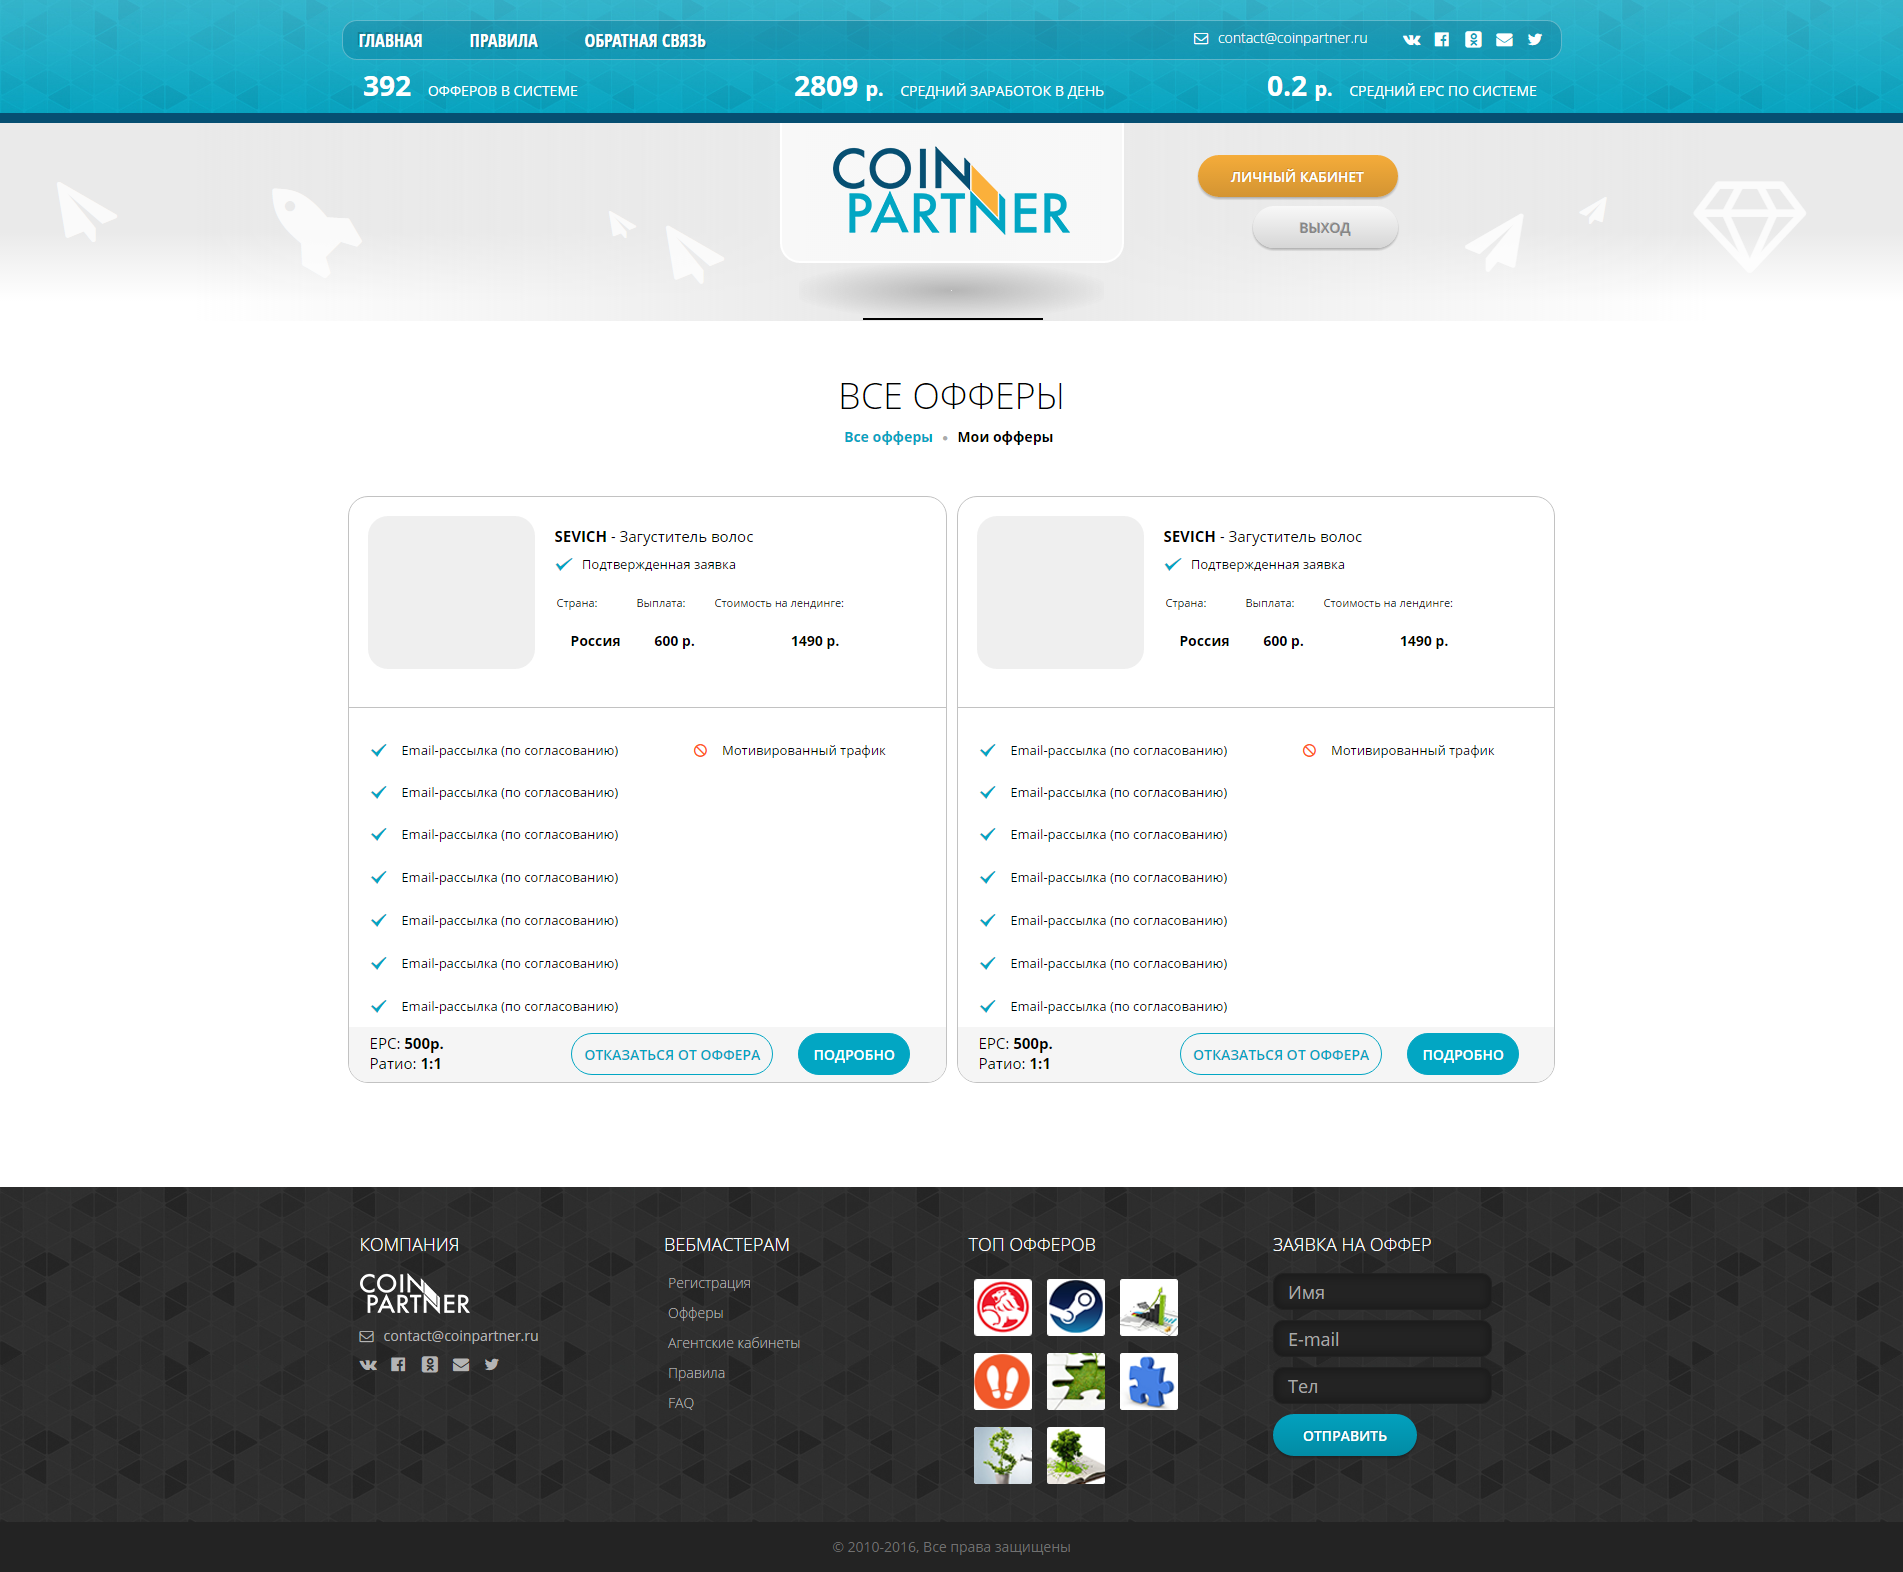 ГЛАВНАЯ ПРАВИЛА ОБРАТНАЯ СВЯЗЬ contact@coinpartner.ru
392 ОФФЕРОВ В СИСТЕМЕ 2809 р. СРЕДНИЙ ЗАРАБОТОК В ДЕНЬ 0.2 р. СРЕДНИЙ EPC ПО СИСТЕМЕ
COIN
PARTNER
ЛИЧНЫЙ КАБИНЕТ
ВЫХОД
ВСЕ ОФФЕРЫ
Все офферы • Мои офферы
SEVICH - Загуститель волос
Подтвержденная заявка
Страна: Выплата: Стоимость на лендинге:
Россия 600 р. 1490 р.
Email-рассылка (по согласованию) Мотивированный трафик
Email-рассылка (по согласованию)
Email-рассылка (по согласованию)
Email-рассылка (по согласованию)
Email-рассылка (по согласованию)
Email-рассылка (по согласованию)
Email-рассылка (по согласованию)
EPC: 500р.
Ратио: 1:1
ОТКАЗАТЬСЯ ОТ ОФФЕРА ПОДРОБНО
SEVICH - Загуститель волос
Подтвержденная заявка
Страна: Выплата: Стоимость на лендинге:
Россия 600 р. 1490 р.
Email-рассылка (по согласованию) Мотивированный трафик
Email-рассылка (по согласованию)
Email-рассылка (по согласованию)
Email-рассылка (по согласованию)
Email-рассылка (по согласованию)
Email-рассылка (по согласованию)
Email-рассылка (по согласованию)
EPC: 500р.
Ратио: 1:1
ОТКАЗАТЬСЯ ОТ ОФФЕРА ПОДРОБНО
КОМПАНИЯ
COIN
PARTNER
contact@coinpartner.ru
ВЕБМАСТЕРАМ
Регистрация
Офферы
Агентские кабинеты
Правила
FAQ
ТОП ОФФЕРОВ
ЗАЯВКА НА ОФФЕР
Имя
E-mail
Тел
ОТПРАВИТЬ
© 2010-2016, Все права защищены